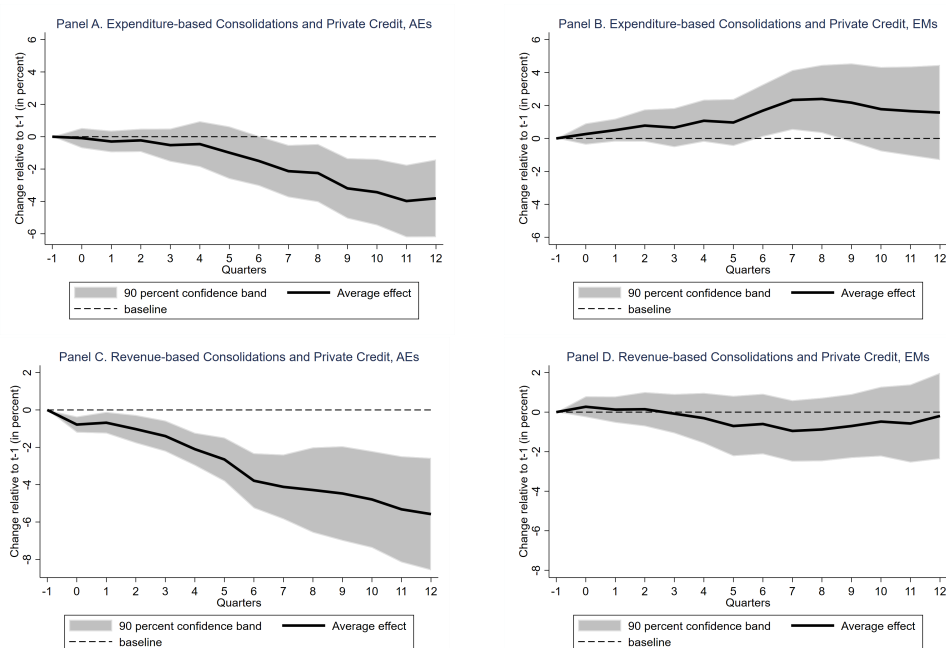 Panel A. Expenditure-based Consolidations and Private Credit, AEs
Change relative to t-1 (in percent)
6
4
2
0
-2
-4
-6
-1 0 1 2 3 4 5 6 7 8 9 10 11 12
Quarters
90 percent confidence band Average effect
baseline
Panel B. Expenditure-based Consolidations and Private Credit, EMs
Change relative to t-1 (in percent)
6
4
2
0
-2
-4
-6
-1 0 1 2 3 4 5 6 7 8 9 10 11 12
Quarters
90 percent confidence band Average effect
baseline
Panel C. Revenue-based Consolidations and Private Credit, AEs
Change relative to t-1 (in percent)
2
0
-2
-4
-6
-8
-1 0 1 2 3 4 5 6 7 8 9 10 11 12
Quarters
90 percent confidence band Average effect
baseline
Panel D. Revenue-based Consolidations and Private Credit, EMs
Change relative to t-1 (in percent)
2
0
-2
-4
-6
-8
-1 0 1 2 3 4 5 6 7 8 9 10 11 12
Quarters
90 percent confidence band Average effect
baseline